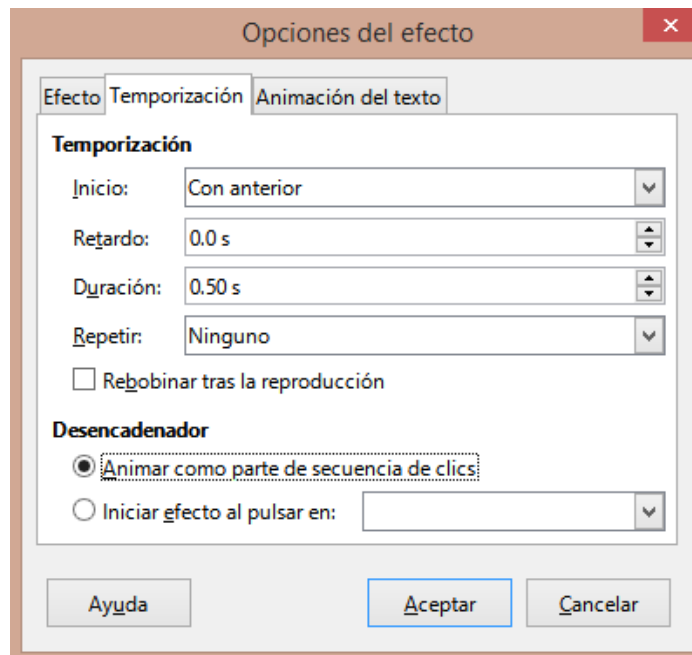 Opciones del efecto
Efecto Temporización Animación del texto
Temporización
Inicio: Con anterior
Retardo: 0.0 s
Duración: 0.50 s
Repetir: Ninguno
Rebobinar tras la reproducción
Desencadenador
Animar como parte de secuencia de clics
Iniciar efecto al pulsar en:
Ayuda Aceptar Cancelar